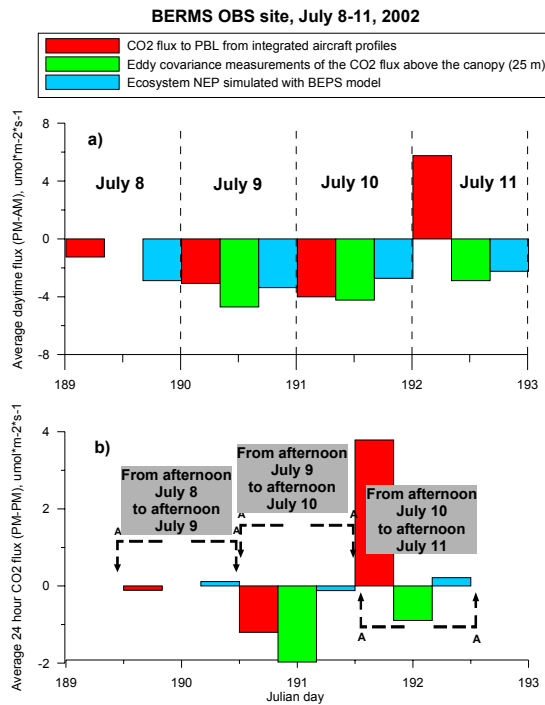 BERMS OBS site, July 8-11, 2002
CO2 flux to PBL from integrated aircraft profiles
Eddy covariance measurements of the CO2 flux above the canopy (25 m)
Ecosystem NEP simulated with BEPS model
Average daytime flux (PM-AM), umol*m-2*s-1
8
4
0
-4
-8
a)
July 8
July 9
July 10
July 11
189
190
191
192
193
Average 24 hour CO2 flux (PM-PM), umol*m-2*s-1
4
2
0
-2
b)
From afternoon
July 8
to afternoon
July 9
From afternoon
July 9
to afternoon
July 10
From afternoon
July 10
to afternoon
July 11
A
A
A
A
A
A
189
190
191
192
193
Julian day